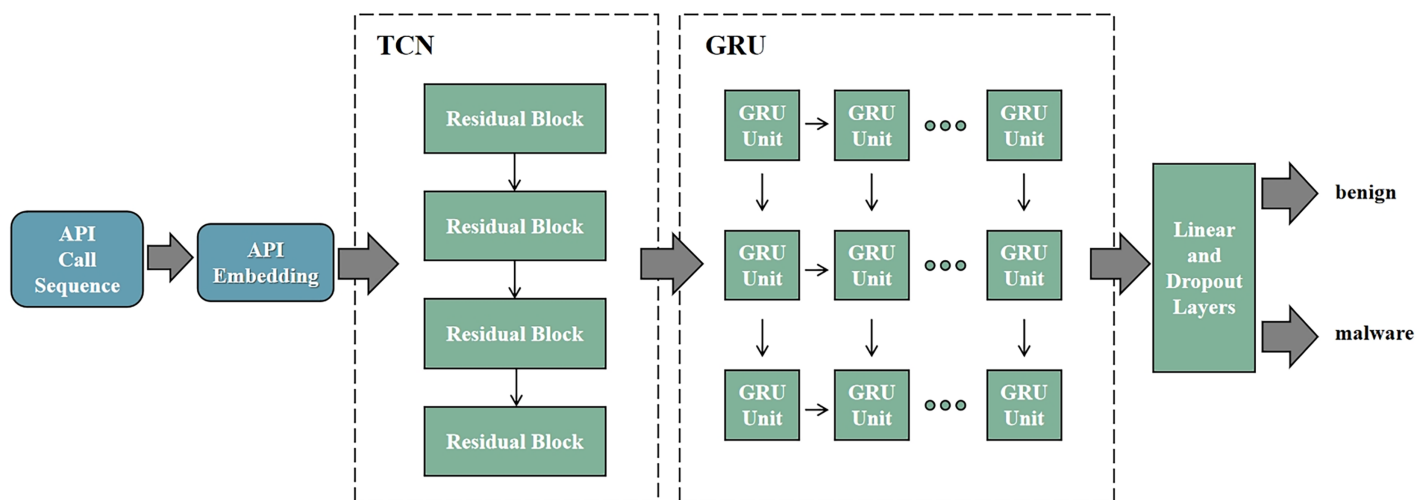 API
Call
Sequence
API
Embedding
TCN
Residual Block
Residual Block
Residual Block
Residual Block
GRU
GRU
Unit
GRU
Unit
GRU
Unit
GRU
Unit
GRU
Unit
GRU
Unit
GRU
Unit
GRU
Unit
GRU
Unit
Linear
and
Dropout
Layers
benign
malware